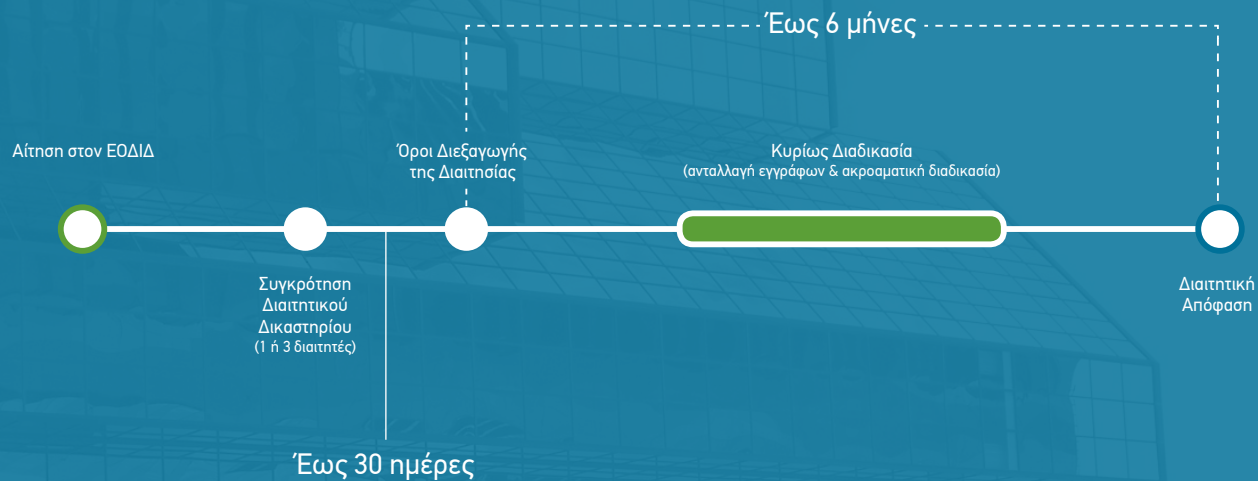 Έως 6 μήνες
Αίτηση στον ΕΟΔΙΔ
Όροι Διεξαγωγής
της Διαιτησίας
Κυρίως Διαδικασία
(ανταλλαγή εγγράφων & ακροαματική διαδικασία)
Συγκρότηση
Διαιτητικού
Δικαστηρίου
(1 ή 3 διαιτητές)
Διαιτητική
Απόφαση
Έως 30 ημέρες